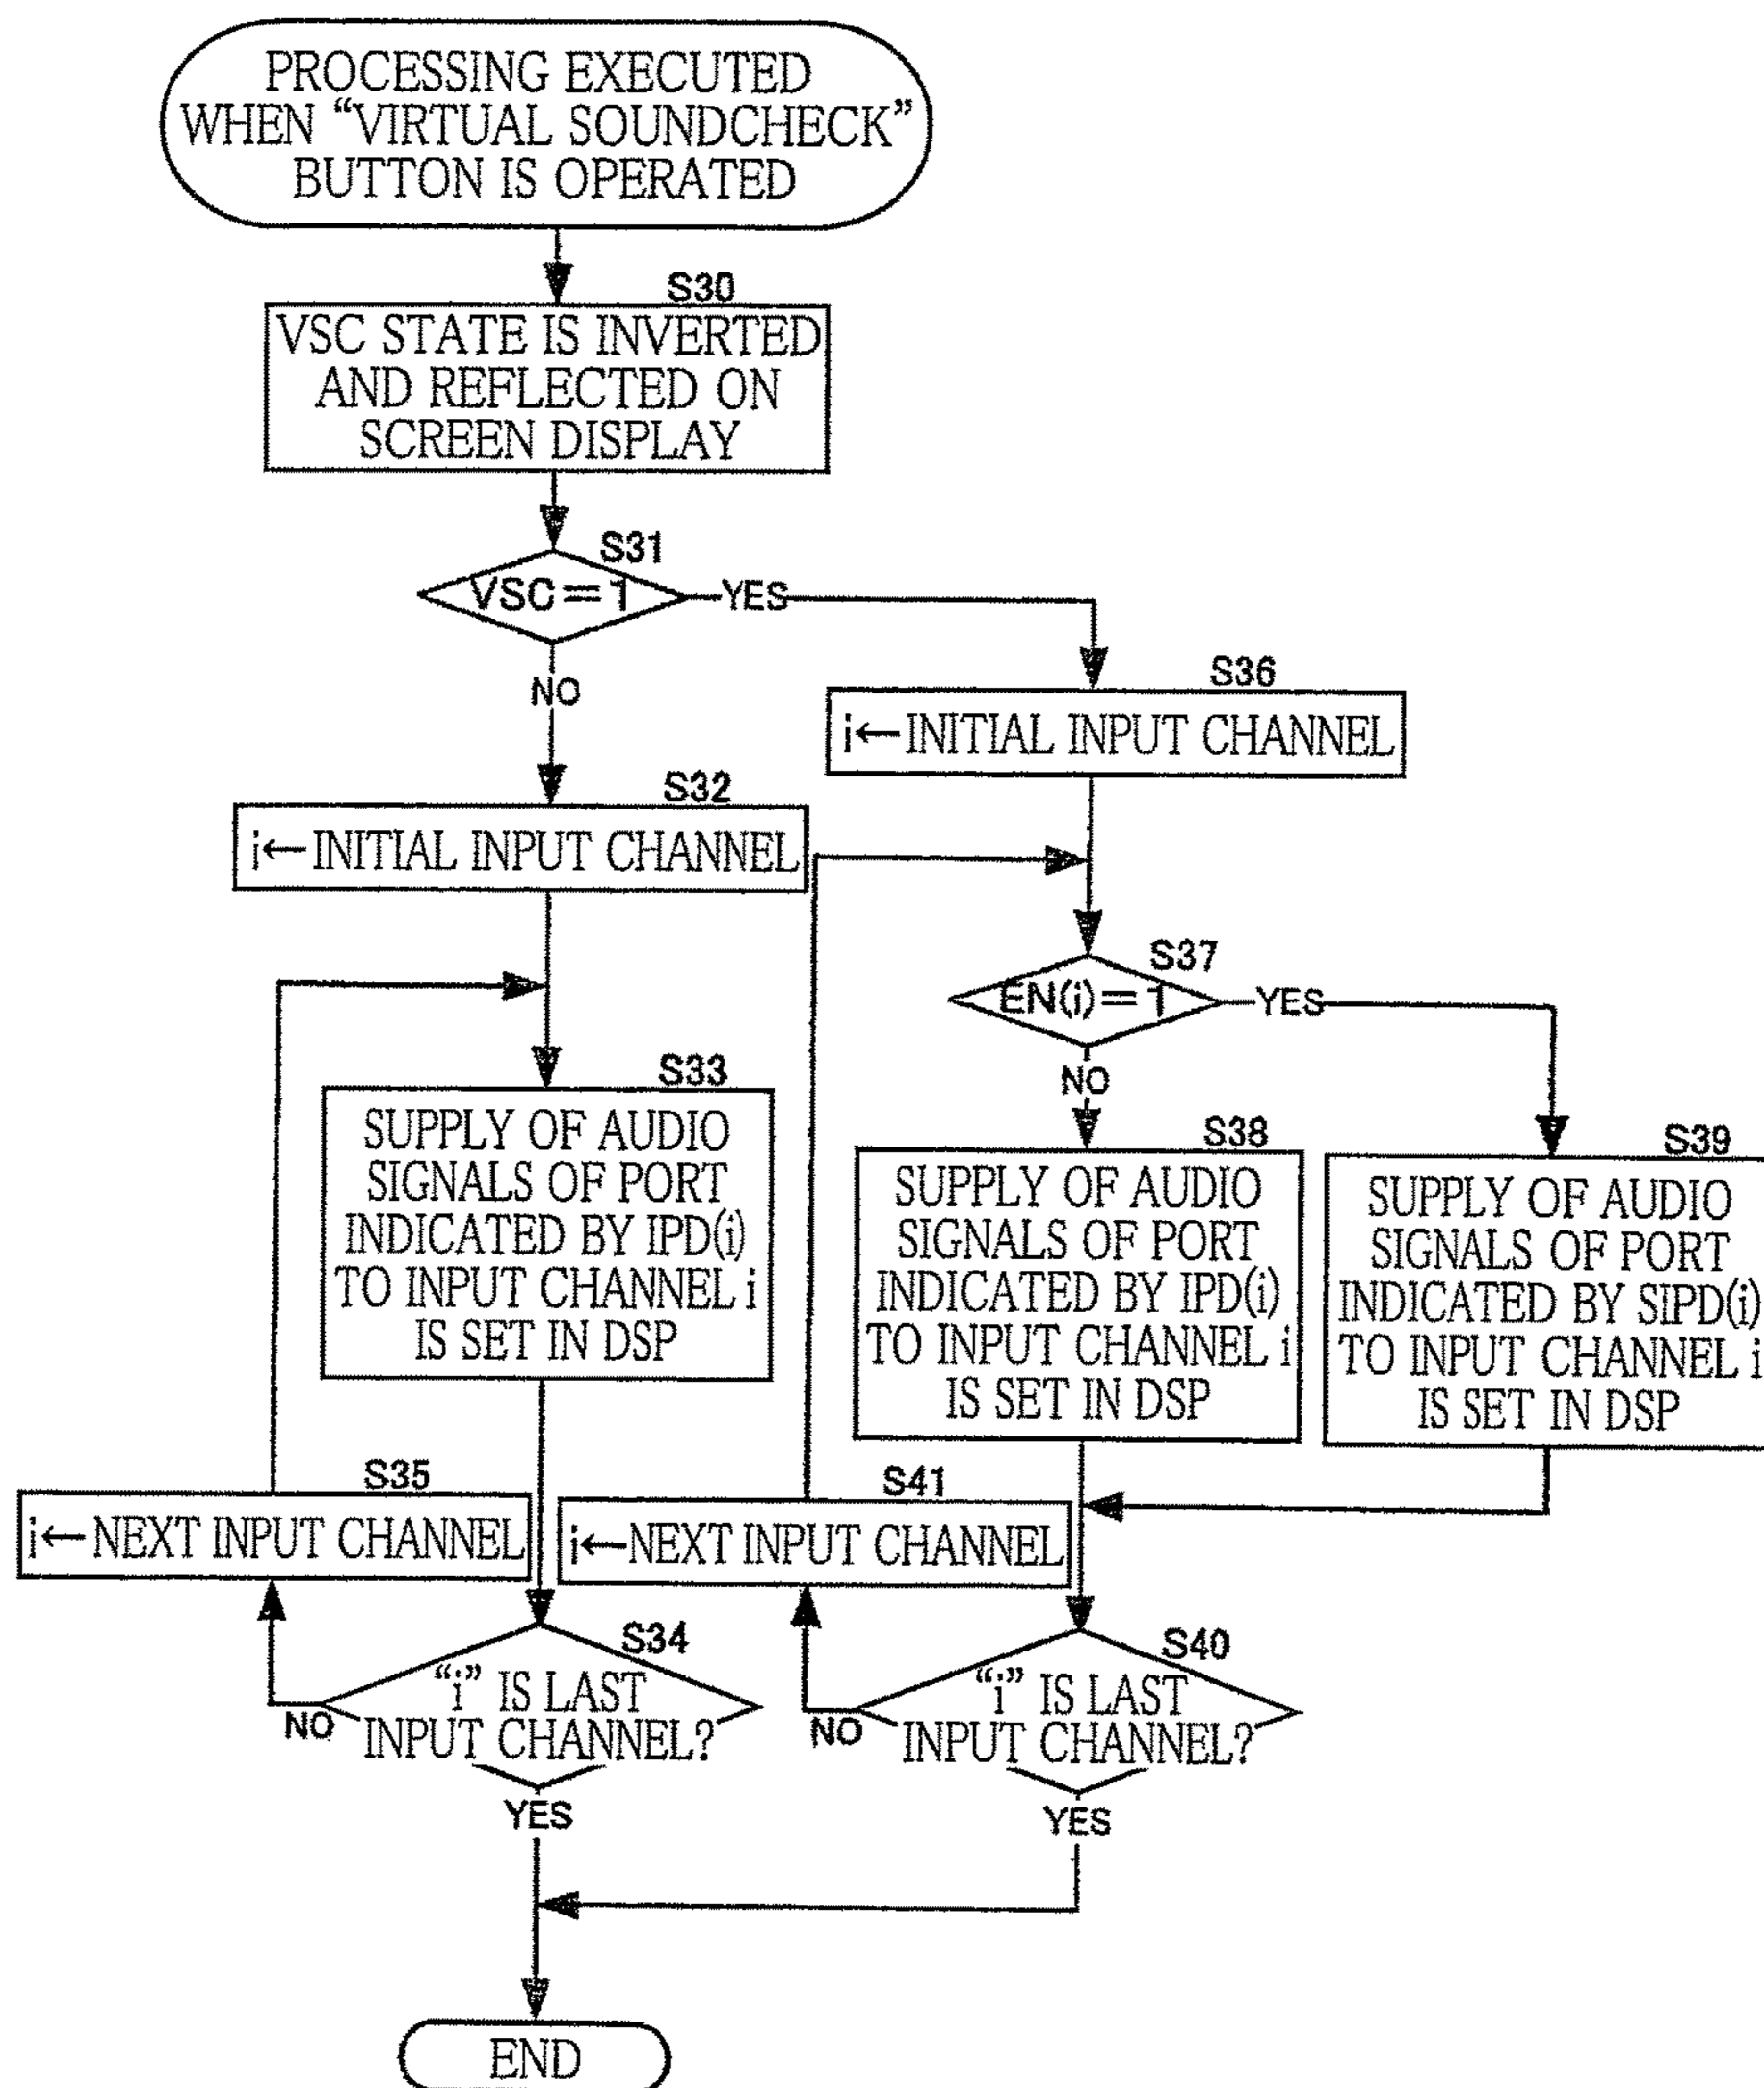 PROCESSING EXECUTED
WHEN “VIRTUAL SOUNDCHECK”
BUTTON IS OPERATED
S30
VSC STATE IS INVERTED
AND REFLECTED ON
SCREEN DISPLAY
S31
VSC=1
YES
NO
S36
i←INITIAL INPUT CHANNEL
S32
i←INITIAL INPUT CHANNEL
S37
EN(i)=1
YES
NO
S33
SUPPLY OF AUDIO
SIGNALS OF PORT
INDICATED BY IPD(i)
TO INPUT CHANNEL i
IS SET IN DSP
S38
SUPPLY OF AUDIO
SIGNALS OF PORT
INDICATED BY IPD(i)
TO INPUT CHANNEL i
IS SET IN DSP
S39
SUPPLY OF AUDIO
SIGNALS OF PORT
INDICATED BY SIPD(i)
TO INPUT CHANNEL i
IS SET IN DSP
S35
i←NEXT INPUT CHANNEL
S41
i←NEXT INPUT CHANNEL
S34
“i” IS LAST
INPUT CHANNEL?
NO
YES
S40
“i” IS LAST
INPUT CHANNEL?
NO
YES
END